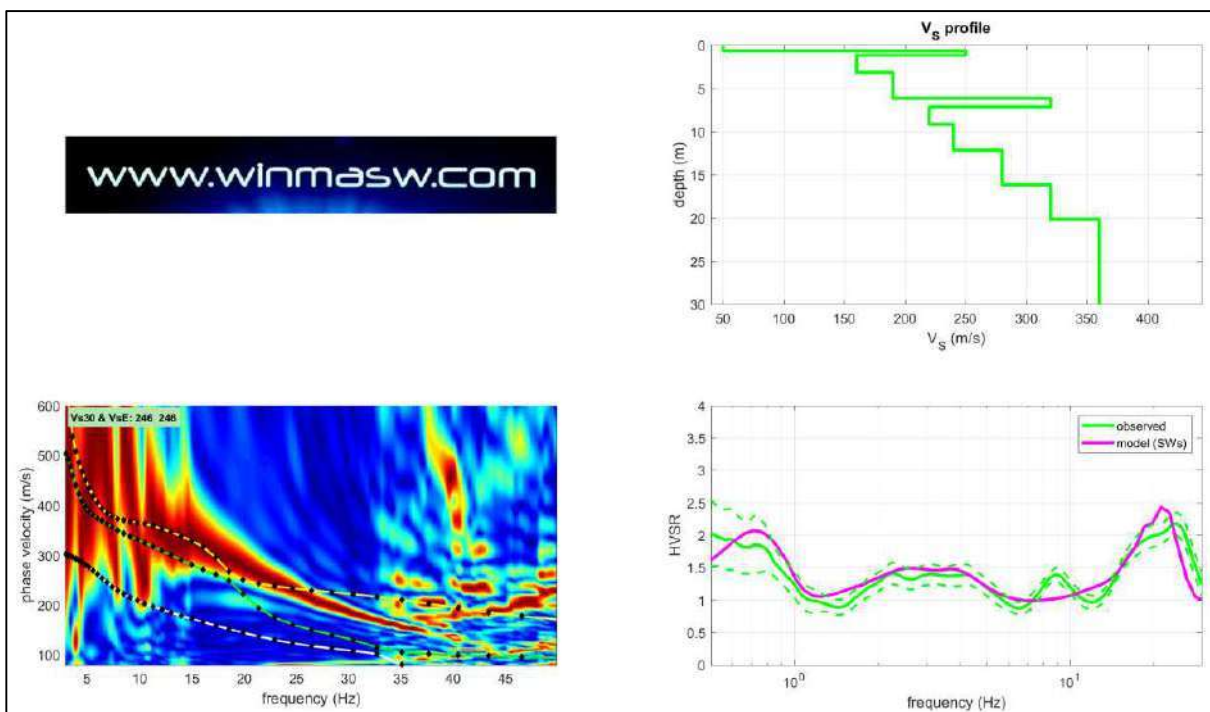 www.winmasw.com
V_S profile
0
5
10
15
20
25
30
depth (m)
50 100 150 200 250 300 350 400
V_S (m/s)
Vs30 & VsE: 246 246
600
500
400
300
200
100
phase velocity (m/s)
5 10 15 20 25 30 35 40 45
frequency (Hz)
4
3.5
3
2.5
2
1.5
1
0.5
0
HVSR
observed
model (SWs)
10^0 10^1
frequency (Hz)